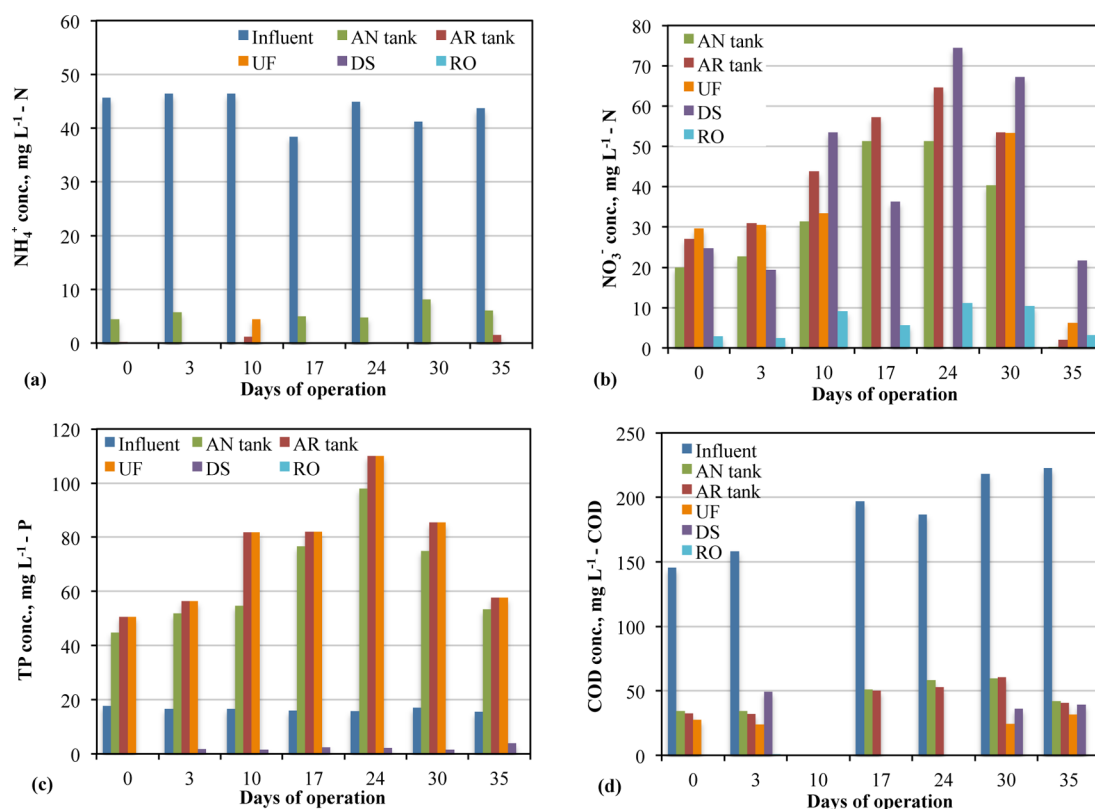 60
50
40
30
20
10
0
NH₄⁺ conc., mg L⁻¹ - N
Influent AN tank AR tank
UF DS RO
0 3 10 17 24 30 35
Days of operation
(a)
80
70
60
50
40
30
20
10
0
NO₃⁻ conc., mg L⁻¹ - N
AN tank
AR tank
UF
DS
RO
0 3 10 17 24 30 35
Days of operation
(b)
120
100
80
60
40
20
0
TP conc., mg L⁻¹ - P
Influent AN tank AR tank
UF DS RO
0 3 10 17 24 30 35
Days of operation
(c)
250
200
150
100
50
0
COD conc., mg L⁻¹ - COD
Influent
AN tank
AR tank
UF
DS
RO
0 3 10 17 24 30 35
Days of operation
(d)